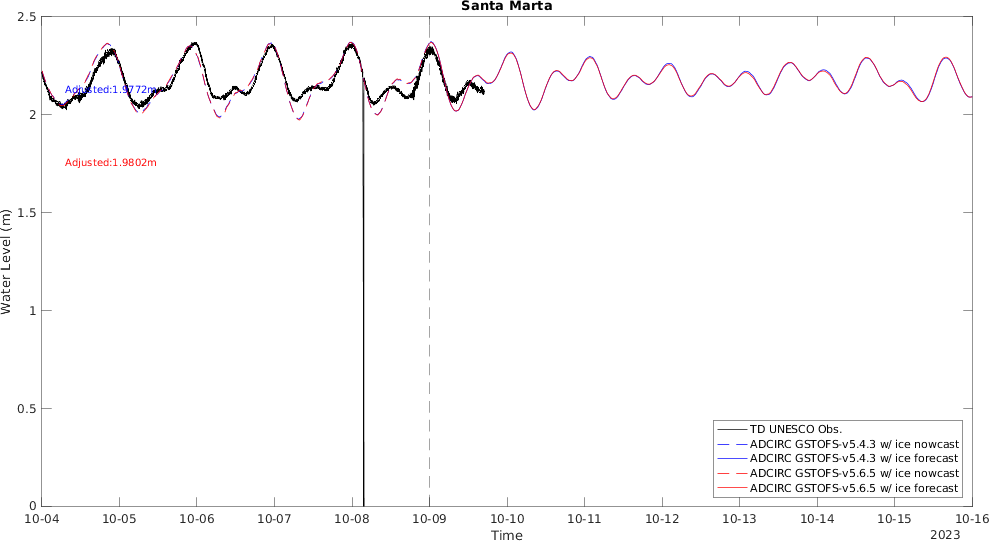 Santa Marta
2.5
2
1.5
1
0.5
0
Water Level (m)
Adjusted:1.9772m
Adjusted:1.9802m
TD UNESCO Obs.
ADCIRC GSTOFS-v5.4.3 w/ ice nowcast
ADCIRC GSTOFS-v5.4.3 w/ ice forecast
ADCIRC GSTOFS-v5.6.5 w/ ice nowcast
ADCIRC GSTOFS-v5.6.5 w/ ice forecast
10-04 10-05 10-06 10-07 10-08 10-09 10-10 10-11 10-12 10-13 10-14 10-15 10-16
Time
2023